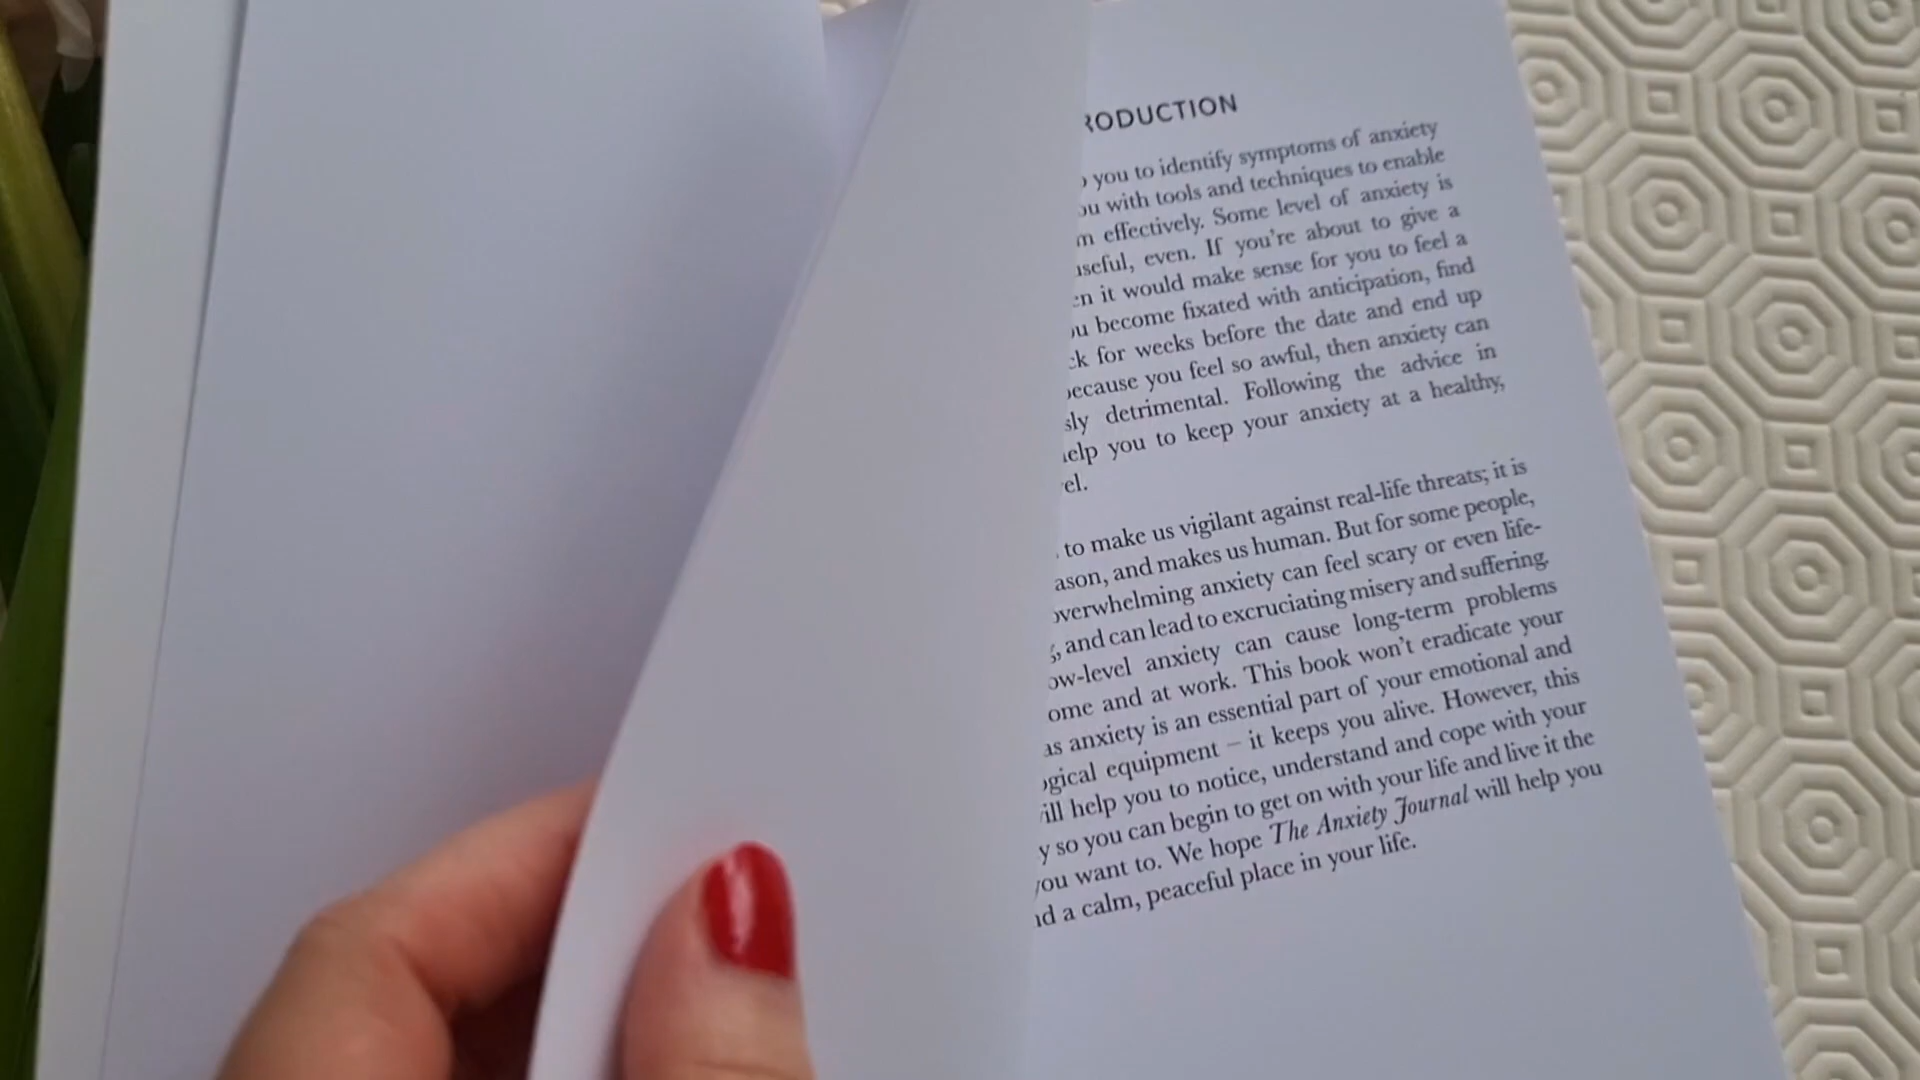 RODUCTION
you to identify symptoms of anxiety
with tools and techniques to enable
effectively. Some level of anxiety is
even. If you're about to give a
it would make sense for you to feel a
become fixated with anticipation, find
for weeks before the date and end up
because you feel so awful, then anxiety can
detrimental. Following the advice in
you to keep your anxiety at a healthy,
el.
to make us vigilant against real-life threats; it is
ason, and makes us human. But for some people,
overwhelming anxiety can feel scary or even life-
and can lead to excruciating misery and suffering.
ow-level anxiety can cause long-term problems
ome and at work. This book won't eradicate your
as anxiety is an essential part of your emotional and
gical equipment – it keeps you alive. However, this
ill help you to notice, understand and cope with your
y so you can begin to get on with your life and live it the
you want to. We hope The Anxiety Journal will help you
a calm, peaceful place in your life.